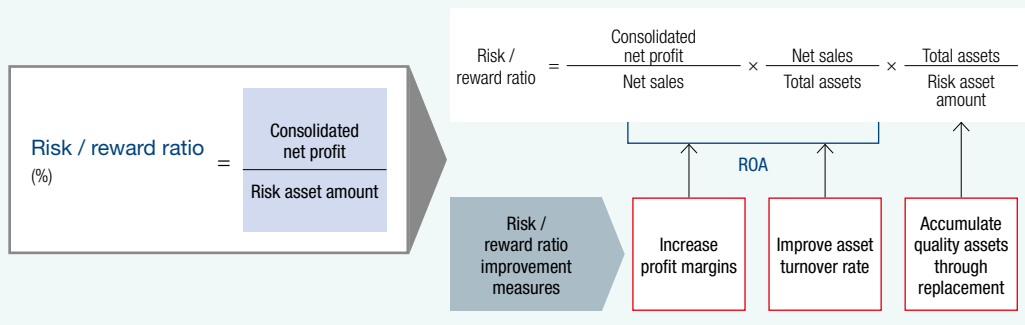 Risk / reward ratio
(%)
=
Consolidated
net profit
Risk asset amount
Risk /
reward ratio
=
Consolidated
net profit
Net sales
×
Net sales
Total assets
×
Total assets
Risk asset
amount
ROA
Risk /
reward ratio
improvement
measures
Increase
profit margins
Improve asset
turnover rate
Accumulate
quality assets
through
replacement